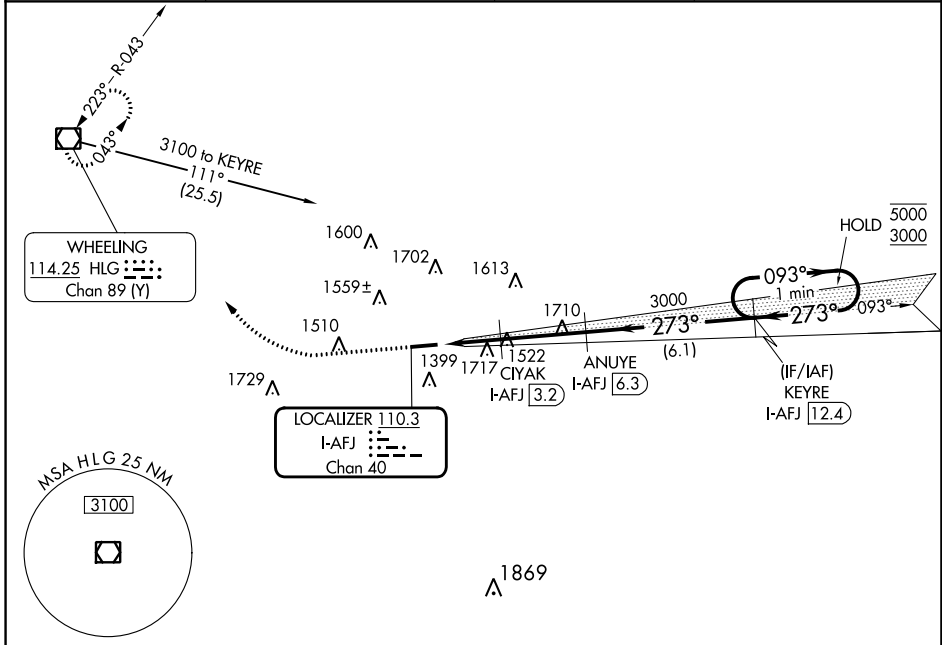 223° R-043
043°
3100 to KEYRE
111°
(25.5)
WHEELING
114.25 HLG
Chan 89 (Y)
1600
1702
1613
1559±
1510
1710
3000
HOLD
5000
3000
093°
1 min
273°
273°
093°
(6.1)
1729
1399
1717
1522
CIYAK
I-AFJ 3.2
ANUYE
I-AFJ 6.3
(IF/IAF)
KEYRE
I-AFJ 12.4
LOCALIZER 110.3
I-AFJ
Chan 40
MSA HLG 25 NM
3100
1869